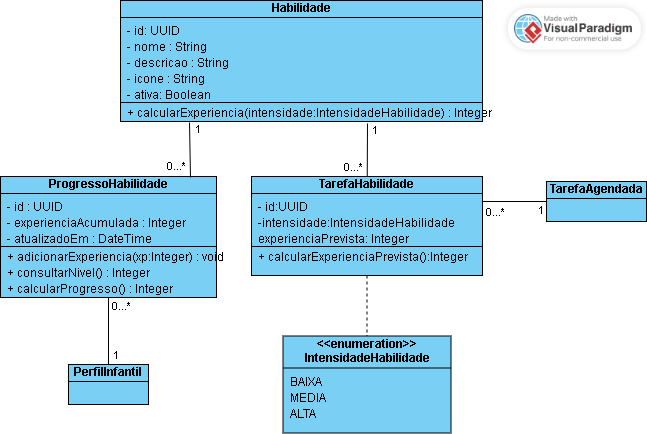 Habilidade
- id: UUID
- nome : String
- descricao : String
- icone : String
- ativa: Boolean
+ calcularExperiencia(intensidade:IntensidadeHabilidade) : Integer
Made with
VisualParadigm
For non-commercial use
1
1
0...*
0...*
ProgressoHabilidade
- id : UUID
- experienciaAcumulada : Integer
- atualizadoEm : DateTime
+ adicionarExperiencia(xp:Integer) : void
+ consultarNivel() : Integer
+ calcularProgresso() : Integer
TarefaHabilidade
- id:UUID
-intensidade:IntensidadeHabilidade
experienciaPrevista: Integer
+ calcularExperienciaPrevista():Integer
TarefaAgendada
0...*
1
0...*
1
PerfilInfantil
<<enumeration>>
IntensidadeHabilidade
BAIXA
MEDIA
ALTA